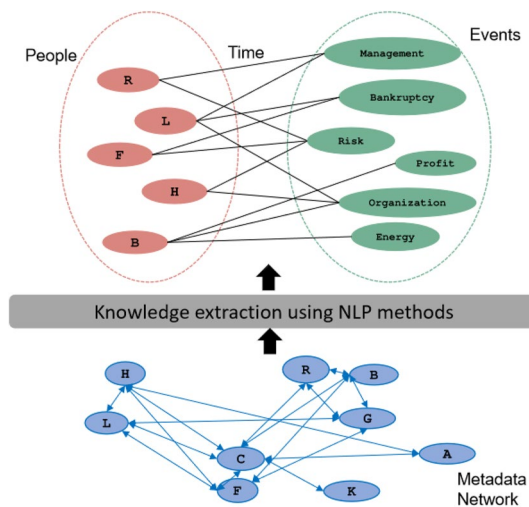 People
Time
Events
R
Management
L
Bankruptcy
F
Risk
Profit
H
Organization
B
Energy
Knowledge extraction using NLP methods
H
R
B
L
G
C
A
F
K
Metadata
Network